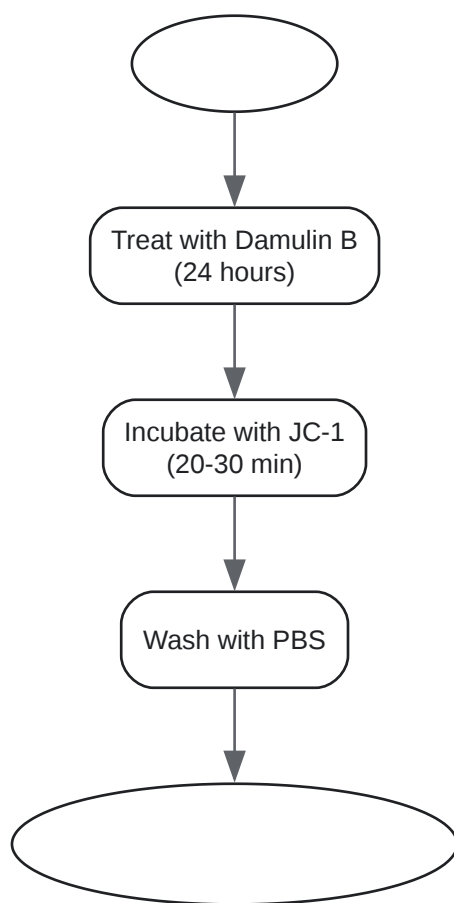 Treat with Damulin B
(24 hours)
Incubate with JC-1
(20-30 min)
Wash with PBS